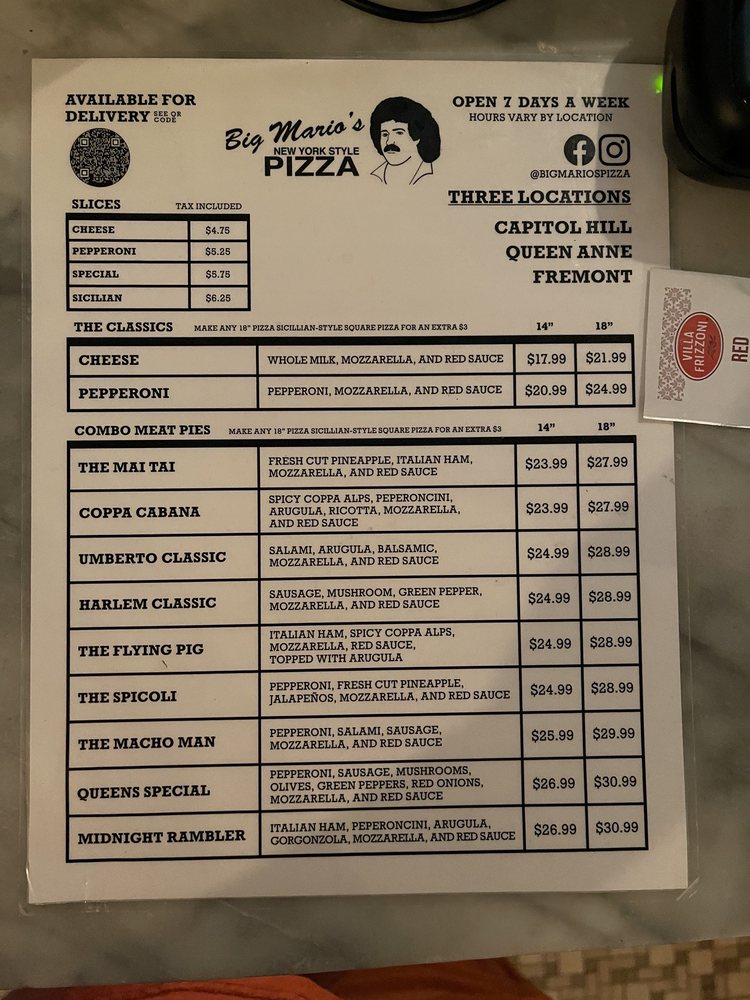 AVAILABLE FOR
DELIVERY SEE QR CODE
Big Mario's
NEW YORK STYLE
PIZZA
OPEN 7 DAYS A WEEK
HOURS VARY BY LOCATION
@BIGMARIOSPIZZA
THREE LOCATIONS
CAPITOL HILL
QUEEN ANNE
FREMONT
SLICES TAX INCLUDED
CHEESE $4.75
PEPPERONI $5.25
SPECIAL $5.75
SICILIAN $6.25
VILLA
FRIZZONI
RED
THE CLASSICS MAKE ANY 18" PIZZA SICILLIAN-STYLE SQUARE PIZZA FOR AN EXTRA $3 14" 18"
CHEESE WHOLE MILK, MOZZARELLA, AND RED SAUCE $17.99 $21.99
PEPPERONI PEPPERONI, MOZZARELLA, AND RED SAUCE $20.99 $24.99
COMBO MEAT PIES MAKE ANY 18" PIZZA SICILLIAN-STYLE SQUARE PIZZA FOR AN EXTRA $3 14" 18"
THE MAI TAI FRESH CUT PINEAPPLE, ITALIAN HAM,
MOZZARELLA, AND RED SAUCE $23.99 $27.99
COPPA CABANA SPICY COPPA ALPS, PEPERONCINI,
ARUGULA, RICOTTA, MOZZARELLA,
AND RED SAUCE $23.99 $27.99
UMBERTO CLASSIC SALAMI, ARUGULA, BALSAMIC,
MOZZARELLA, AND RED SAUCE $24.99 $28.99
HARLEM CLASSIC SAUSAGE, MUSHROOM, GREEN PEPPER,
MOZZARELLA, AND RED SAUCE $24.99 $28.99
THE FLYING PIG ITALIAN HAM, SPICY COPPA ALPS,
MOZZARELLA, RED SAUCE,
TOPPED WITH ARUGULA $24.99 $28.99
THE SPICOLI PEPPERONI, FRESH CUT PINEAPPLE,
JALAPEÑOS, MOZZARELLA, AND RED SAUCE $24.99 $28.99
THE MACHO MAN PEPPERONI, SALAMI, SAUSAGE,
MOZZARELLA, AND RED SAUCE $25.99 $29.99
QUEENS SPECIAL PEPPERONI, SAUSAGE, MUSHROOMS,
OLIVES, GREEN PEPPERS, RED ONIONS,
MOZZARELLA, AND RED SAUCE $26.99 $30.99
MIDNIGHT RAMBLER ITALIAN HAM, PEPERONCINI, ARUGULA,
GORGONZOLA, MOZZARELLA, AND RED SAUCE $26.99 $30.99